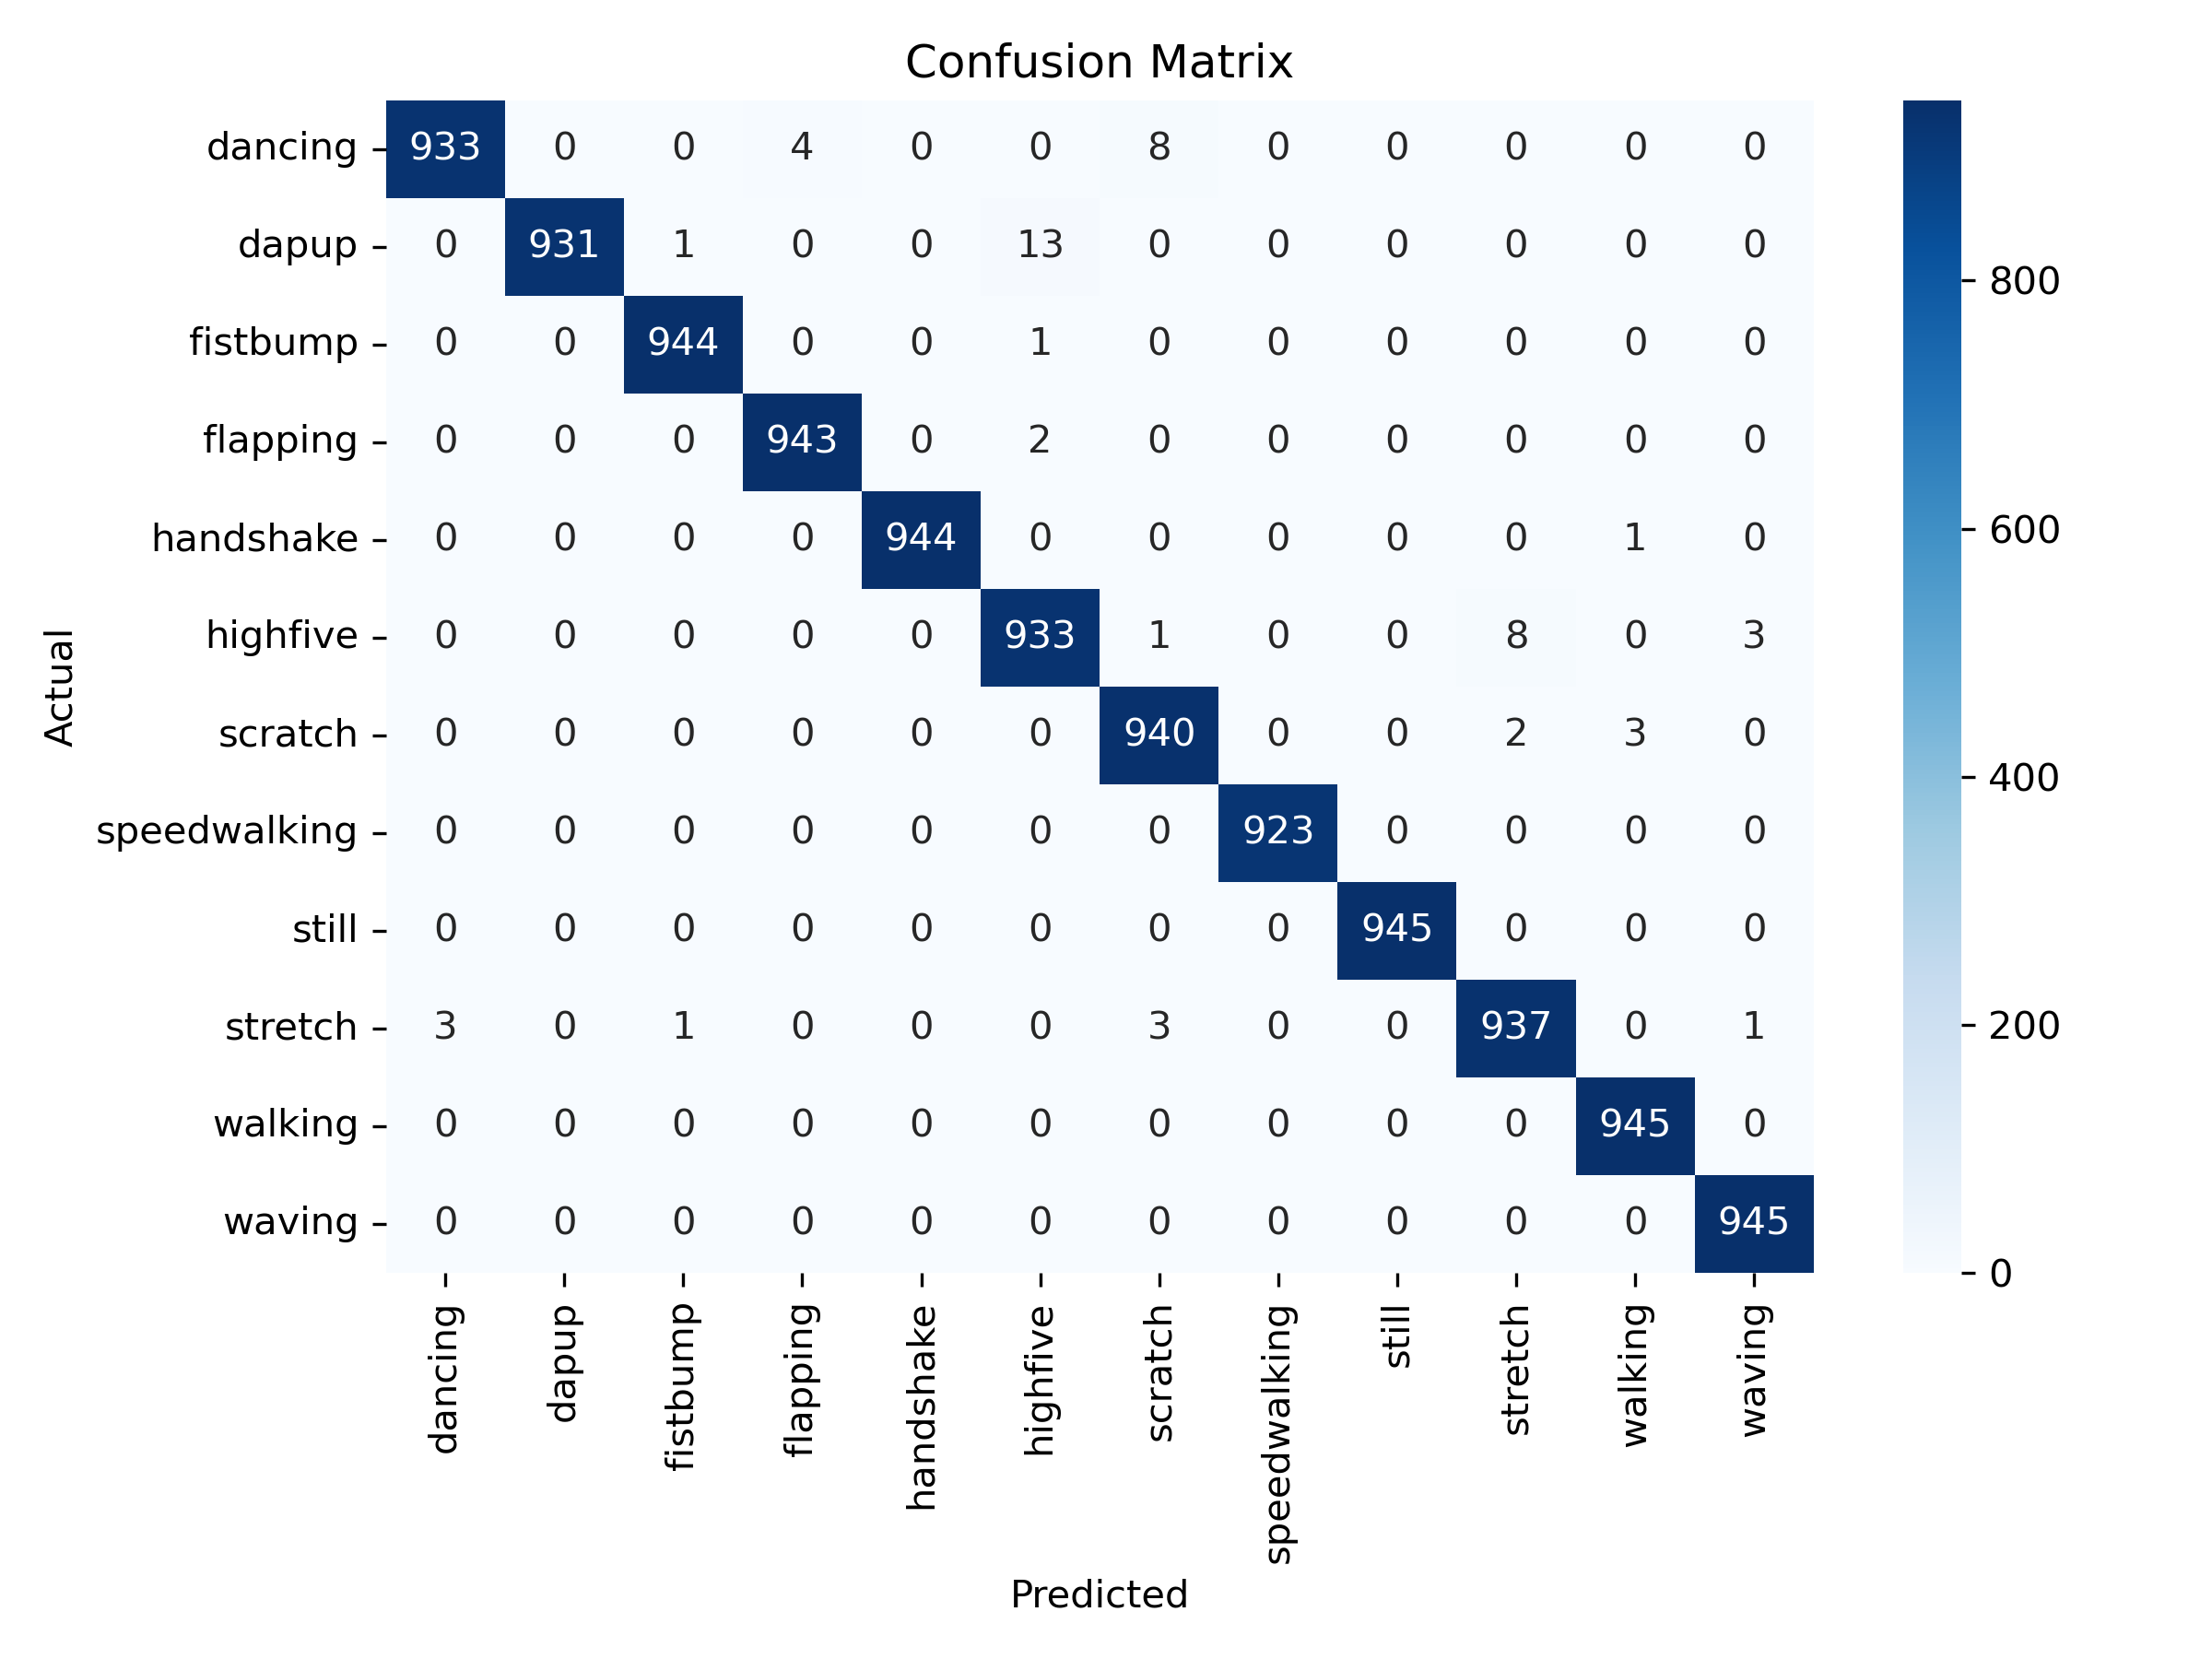 Confusion Matrix
dancing 933 0 0 4 0 0 8 0 0 0 0 0
dapup 0 931 1 0 0 13 0 0 0 0 0 0
fistbump 0 0 944 0 0 1 0 0 0 0 0 0
flapping 0 0 0 943 0 2 0 0 0 0 0 0
handshake 0 0 0 0 944 0 0 0 0 0 1 0
highfive 0 0 0 0 0 933 1 0 0 8 0 3
scratch 0 0 0 0 0 0 940 0 0 2 3 0
speedwalking 0 0 0 0 0 0 0 923 0 0 0 0
still 0 0 0 0 0 0 0 0 945 0 0 0
stretch 3 0 1 0 0 0 3 0 0 937 0 1
walking 0 0 0 0 0 0 0 0 0 0 945 0
waving 0 0 0 0 0 0 0 0 0 0 0 945
dancing dapup fistbump flapping handshake highfive scratch speedwalking still stretch walking waving
Predicted
Actual
800
600
400
200
0